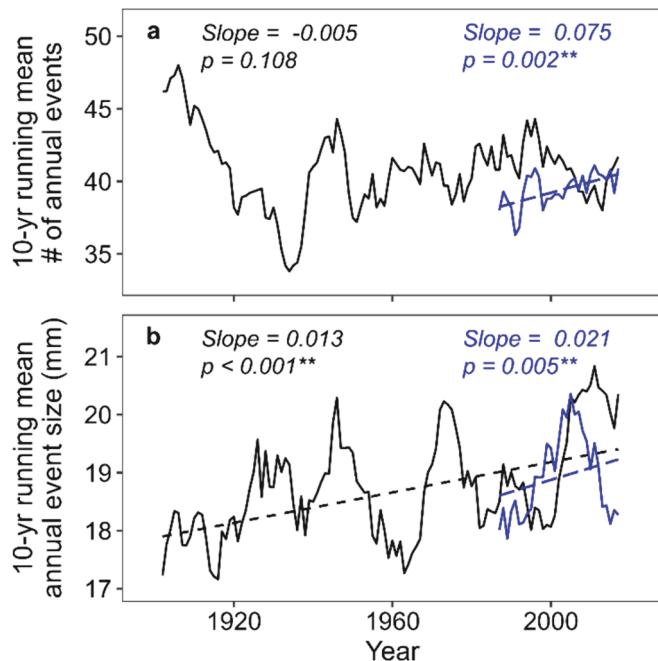 a
Slope = -0.005
p = 0.108
Slope = 0.075
p = 0.002**
50
45
40
35
10-yr running mean
# of annual events
b
Slope = 0.013
p < 0.001**
Slope = 0.021
p = 0.005**
21
20
19
18
17
10-yr running mean
annual event size (mm)
1920
1960
2000
Year